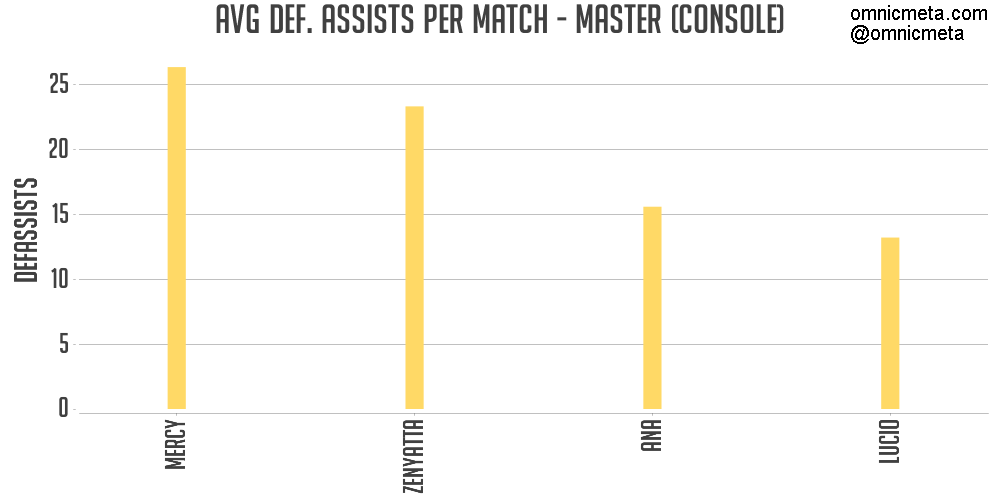 AVG DEF. ASSISTS PER MATCH - MASTER (CONSOLE)
omnicmeta.com
@omnicmeta
DEFASSISTS
25
20
15
10
5
0
MERCY
ZENYATTA
ANA
LUCIO